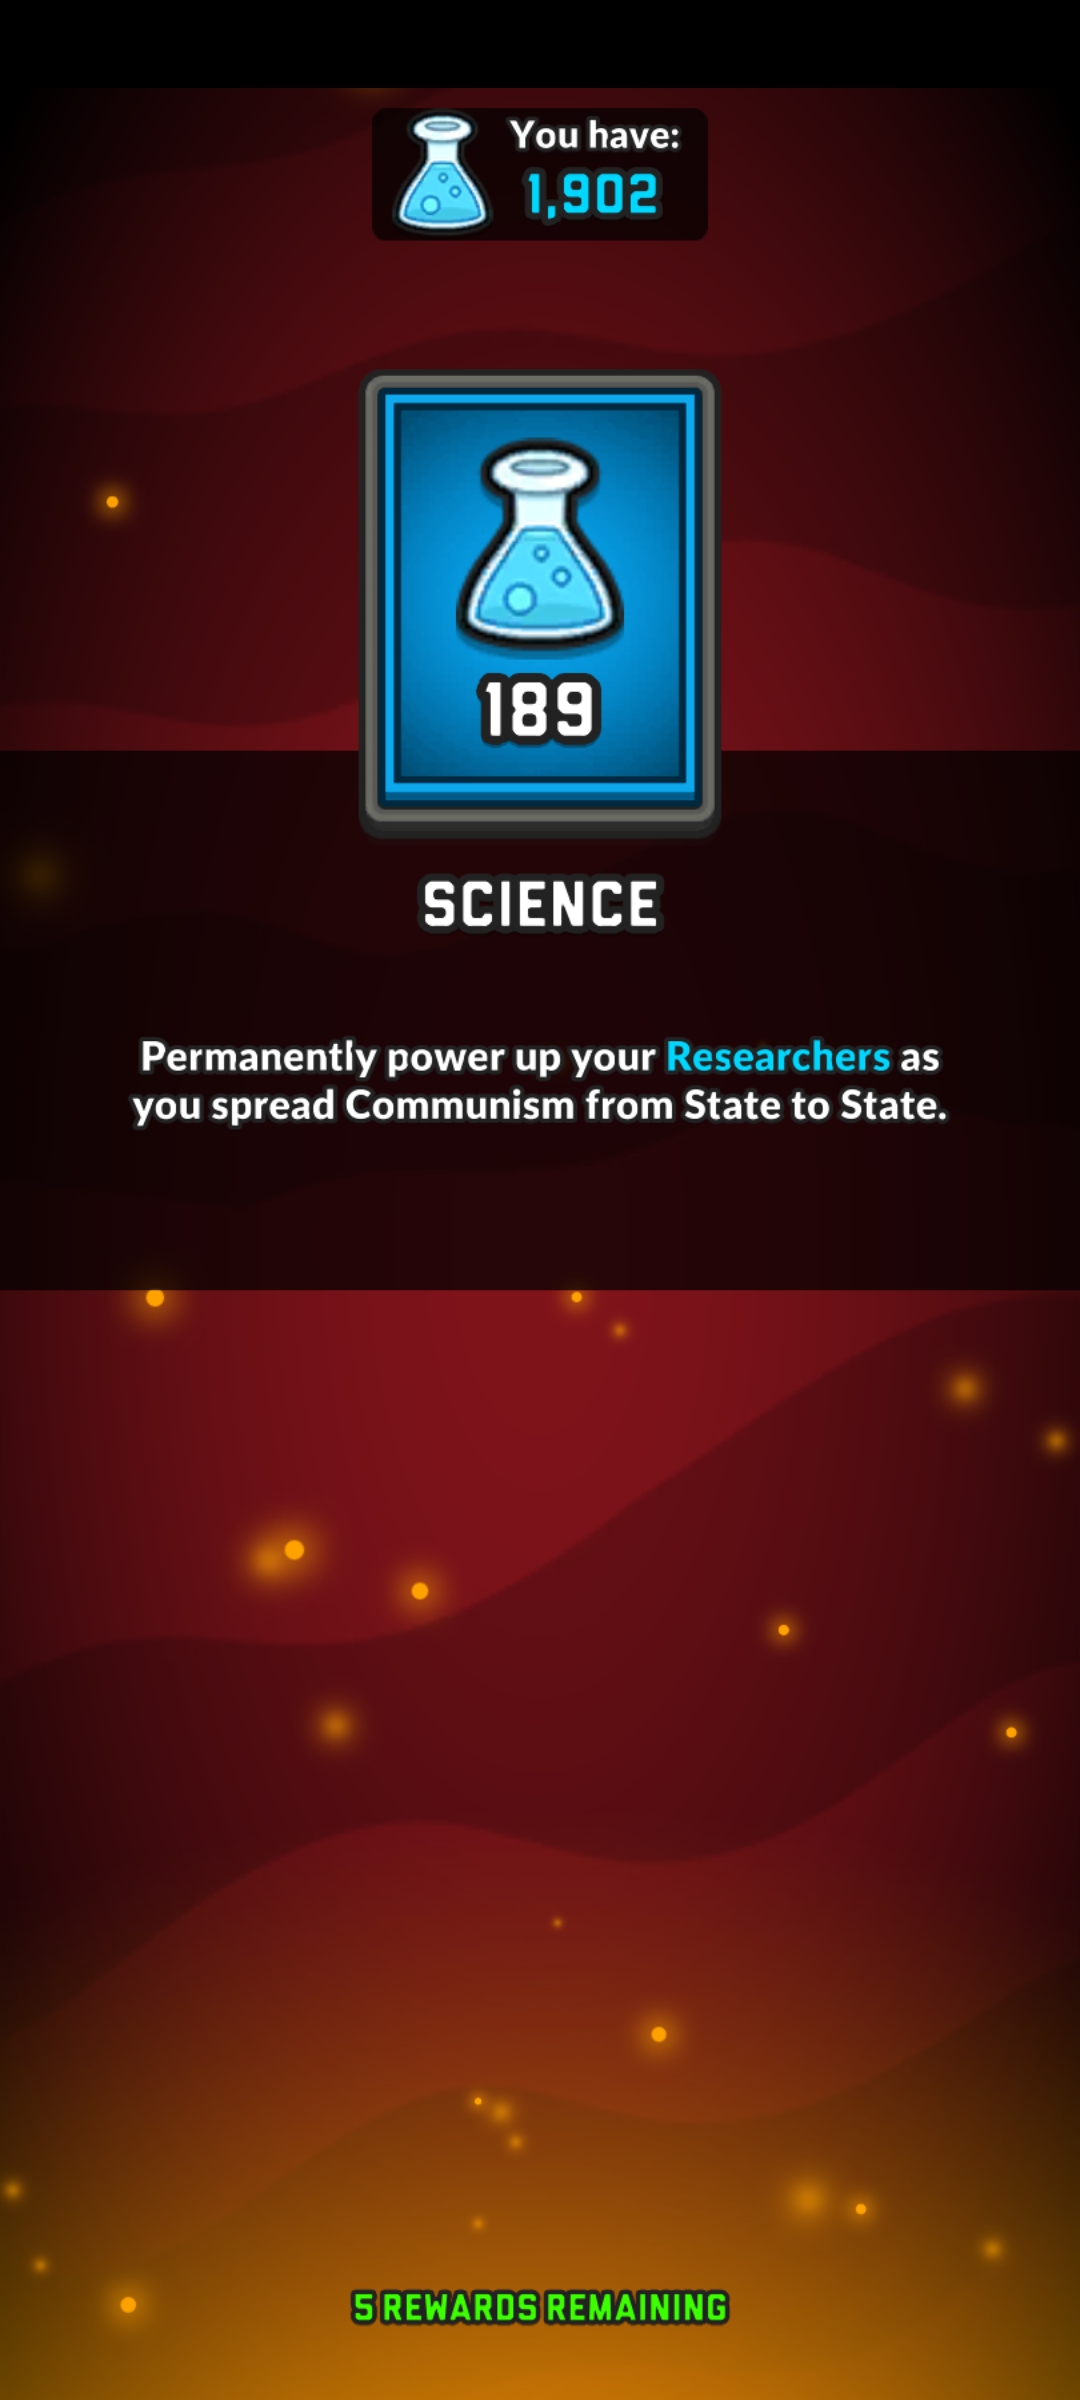 You have:
1,902
189
SCIENCE
Permanently power up your Researchers as
you spread Communism from State to State.
5 REWARDS REMAINING